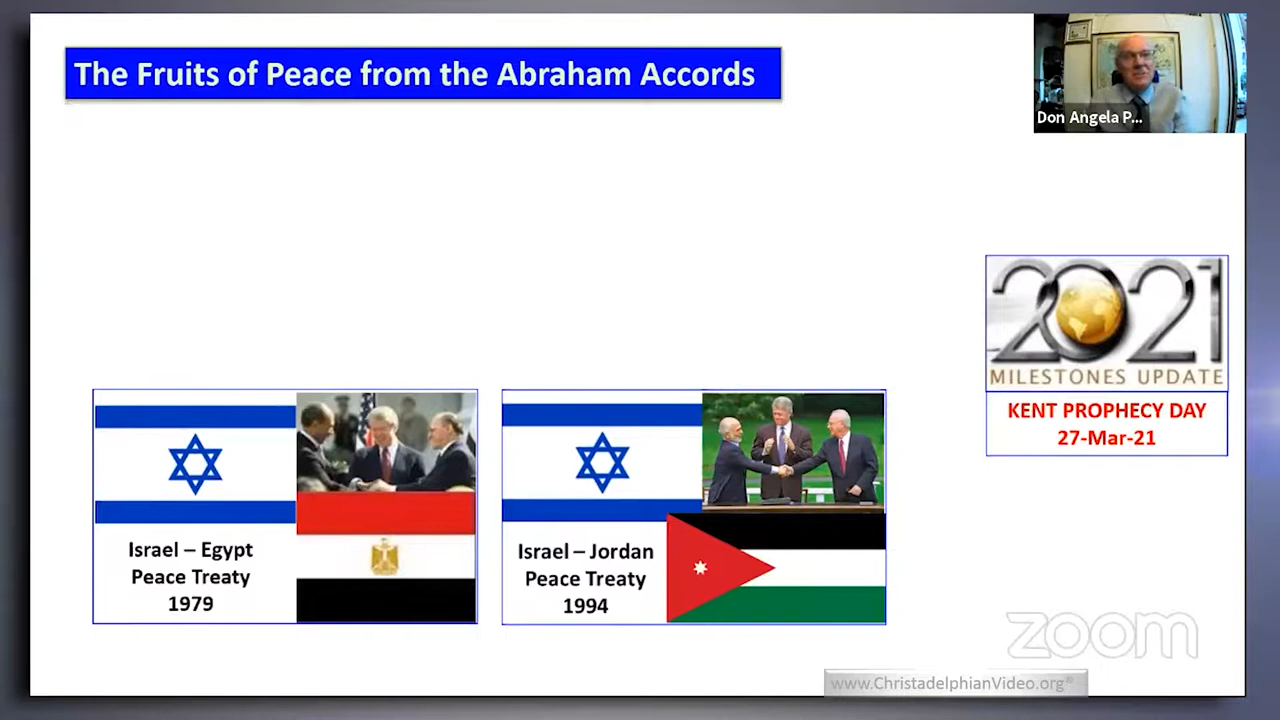 The Fruits of Peace from the Abraham Accords
Don Angela P...
2021
MILESTONES UPDATE
KENT PROPHECY DAY
27-Mar-21
Israel – Egypt
Peace Treaty
1979
Israel – Jordan
Peace Treaty
1994
zoom
www.ChristadelphianVideo.org®